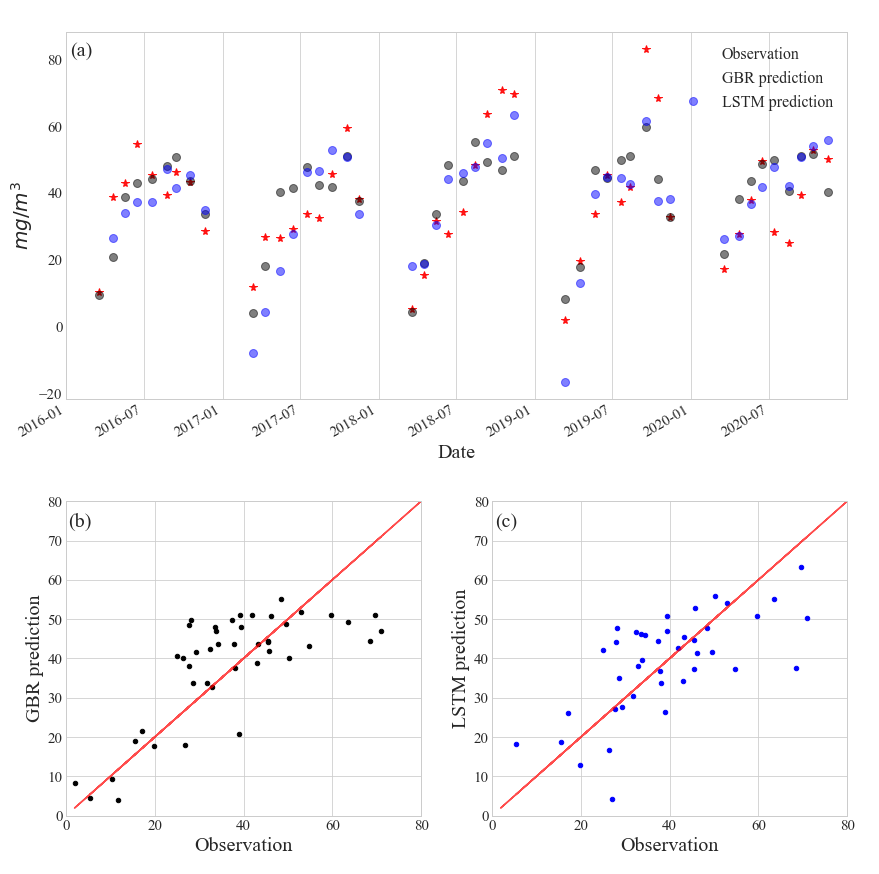 (a)
Observation
GBR prediction
LSTM prediction
80
60
40
20
0
−20
mg/m³
2016-01
2016-07
2017-01
2017-07
2018-01
2018-07
2019-01
2019-07
2020-01
2020-07
Date
(b)
80
70
60
50
40
30
20
10
0
GBR prediction
0 20 40 60 80
Observation
(c)
80
70
60
50
40
30
20
10
0
LSTM prediction
0 20 40 60 80
Observation